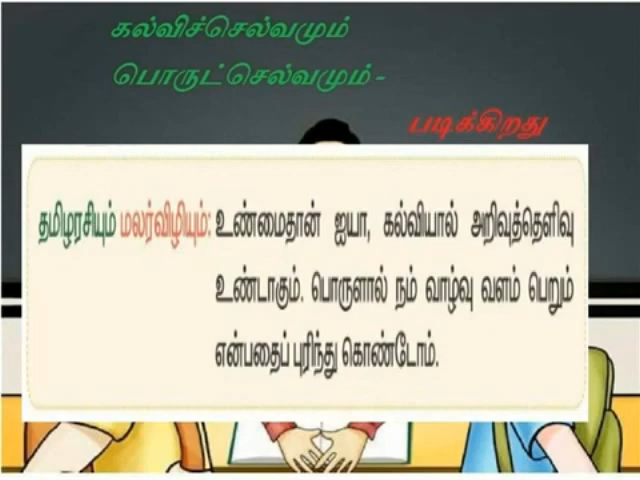 கல்விச்செல்வமும்
பொருட்செல்வமும்-
படிக்கிறது
தமிழரசியும் மலர்விழியும்: உண்மைதான் ஐயா, கல்வியால் அறிவுத்தெளிவு
உண்டாகும். பொருளால் நம் வாழ்வு வளம் பெறும்
என்பதைப் புரிந்து கொண்டோம்.